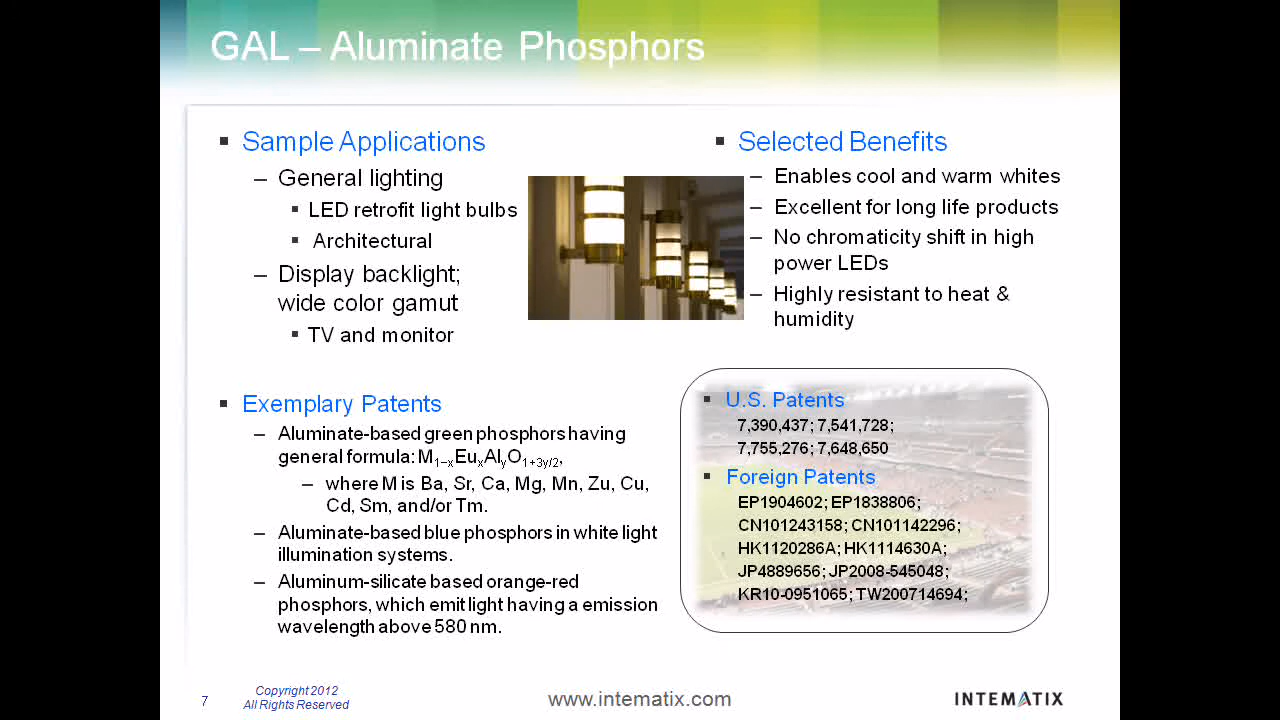 GAL – Aluminate Phosphors
▪ Sample Applications
– General lighting
▪ LED retrofit light bulbs
▪ Architectural
– Display backlight;
wide color gamut
▪ TV and monitor
▪ Selected Benefits
– Enables cool and warm whites
– Excellent for long life products
– No chromaticity shift in high
power LEDs
– Highly resistant to heat &
humidity
▪ Exemplary Patents
– Aluminate-based green phosphors having
general formula: M1−xEuxAlyO1+3y/2,
– where M is Ba, Sr, Ca, Mg, Mn, Zu, Cu,
Cd, Sm, and/or Tm.
– Aluminate-based blue phosphors in white light
illumination systems.
– Aluminum-silicate based orange-red
phosphors, which emit light having a emission
wavelength above 580 nm.
▪ U.S. Patents
7,390,437; 7,541,728;
7,755,276; 7,648,650
▪ Foreign Patents
EP1904602; EP1838806;
CN101243158; CN101142296;
HK1120286A; HK1114630A;
JP4889656; JP2008-545048;
KR10-0951065; TW200714694;
7
Copyright 2012
All Rights Reserved
www.intematix.com
INTEMATIX